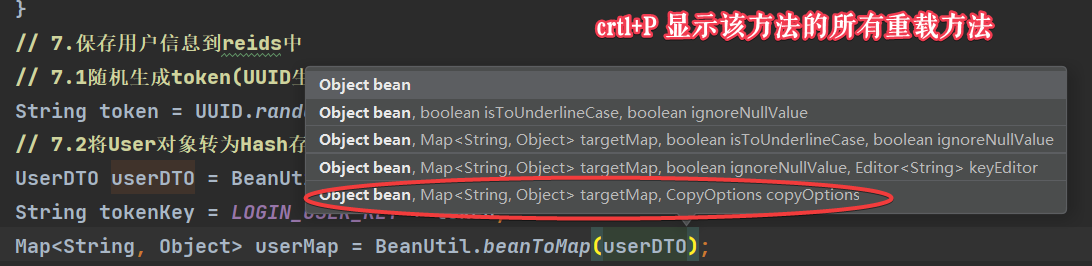 }
crtl+P 显示该方法的所有重载方法
// 7.保存用户信息到reids中
// 7.1随机生成token(UUID生
String token = UUID.rand
// 7.2将User对象转为Hash存
UserDTO userDTO = BeanUt
String tokenKey = LOGIN_USER_KEY
Object bean
Object bean, boolean isToUnderlineCase, boolean ignoreNullValue
Object bean, Map<String, Object> targetMap, boolean isToUnderlineCase, boolean ignoreNullValue
Object bean, Map<String, Object> targetMap, boolean ignoreNullValue, Editor<String> keyEditor
Object bean, Map<String, Object> targetMap, CopyOptions copyOptions
Map<String, Object> userMap = BeanUtil.beanToMap(userDTO);